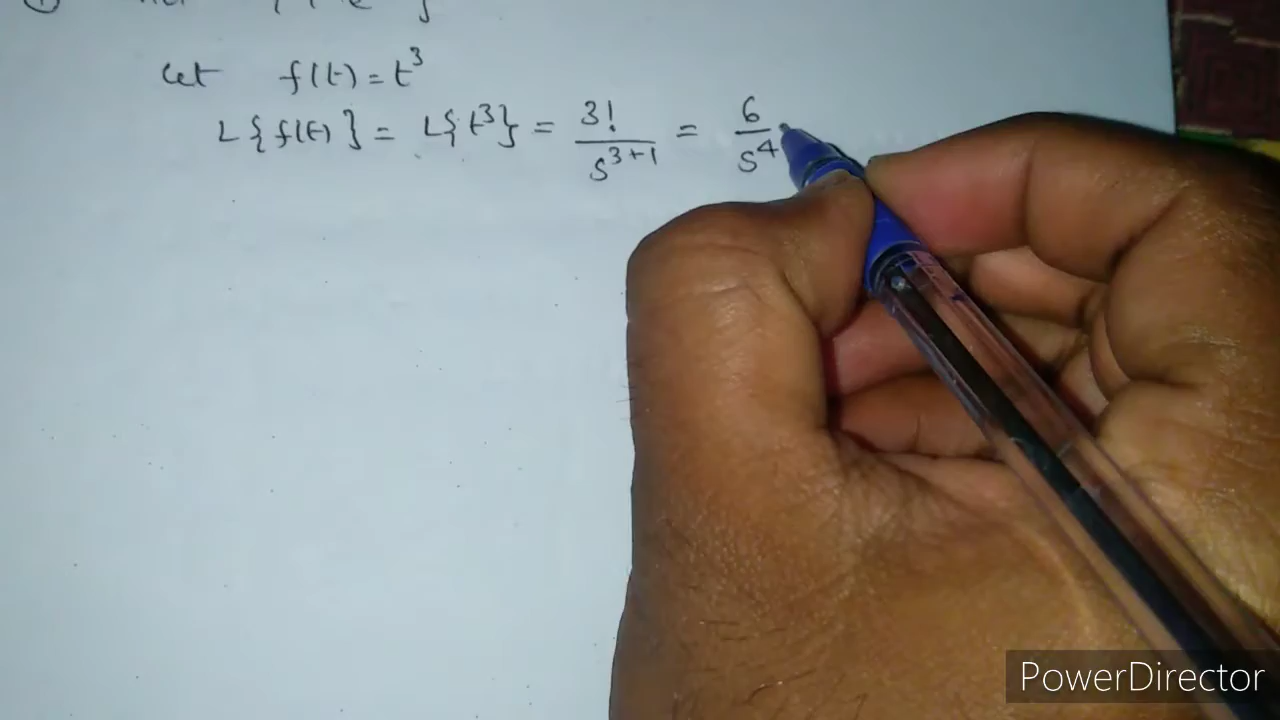 Let f(t) = t³
L{f(t)} = L{t³} = 3!/s³⁺¹ = 6/s⁴
PowerDirector